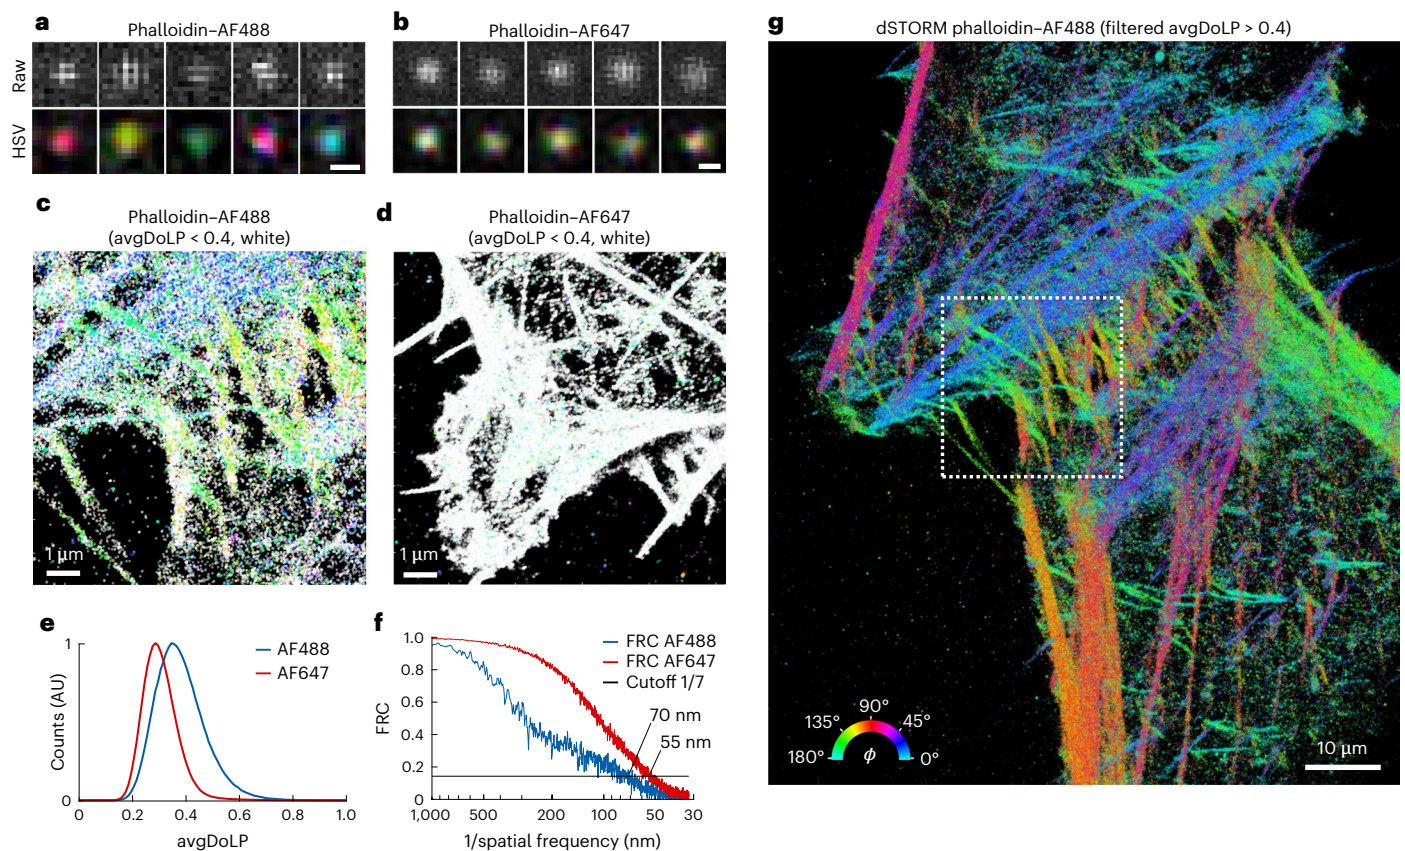 a
Phalloidin–AF488
Raw
HSV
b
Phalloidin–AF647
c
Phalloidin–AF488
(avgDoLP < 0.4, white)
1 µm
d
Phalloidin–AF647
(avgDoLP < 0.4, white)
1 µm
e
1
0
Counts (AU)
AF488
AF647
0 0.2 0.4 0.6 0.8 1.0
avgDoLP
f
1.0
0.8
0.6
0.4
0.2
0
FRC
FRC AF488
FRC AF647
Cutoff 1/7
70 nm
55 nm
1,000 500 200 100 50 30
1/spatial frequency (nm)
g
dSTORM phalloidin–AF488 (filtered avgDoLP > 0.4)
90°
135° 45°
180° ϕ 0°
10 µm